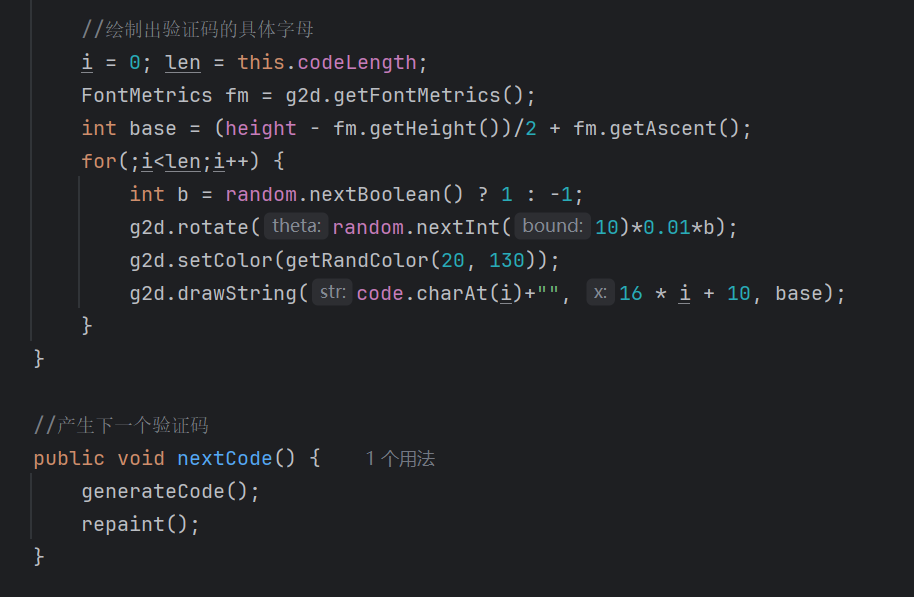 //绘制出验证码的具体字母
i = 0; len = this.codeLength;
FontMetrics fm = g2d.getFontMetrics();
int base = (height - fm.getHeight())/2 + fm.getAscent();
for(;i<len;i++) {
int b = random.nextBoolean() ? 1 : -1;
g2d.rotate( theta: random.nextInt( bound: 10)*0.01*b);
g2d.setColor(getRandColor(20, 130));
g2d.drawString( str: code.charAt(i)+"", x: 16 * i + 10, base);
}
}
//产生下一个验证码
public void nextCode() { 1 个用法
generateCode();
repaint();
}